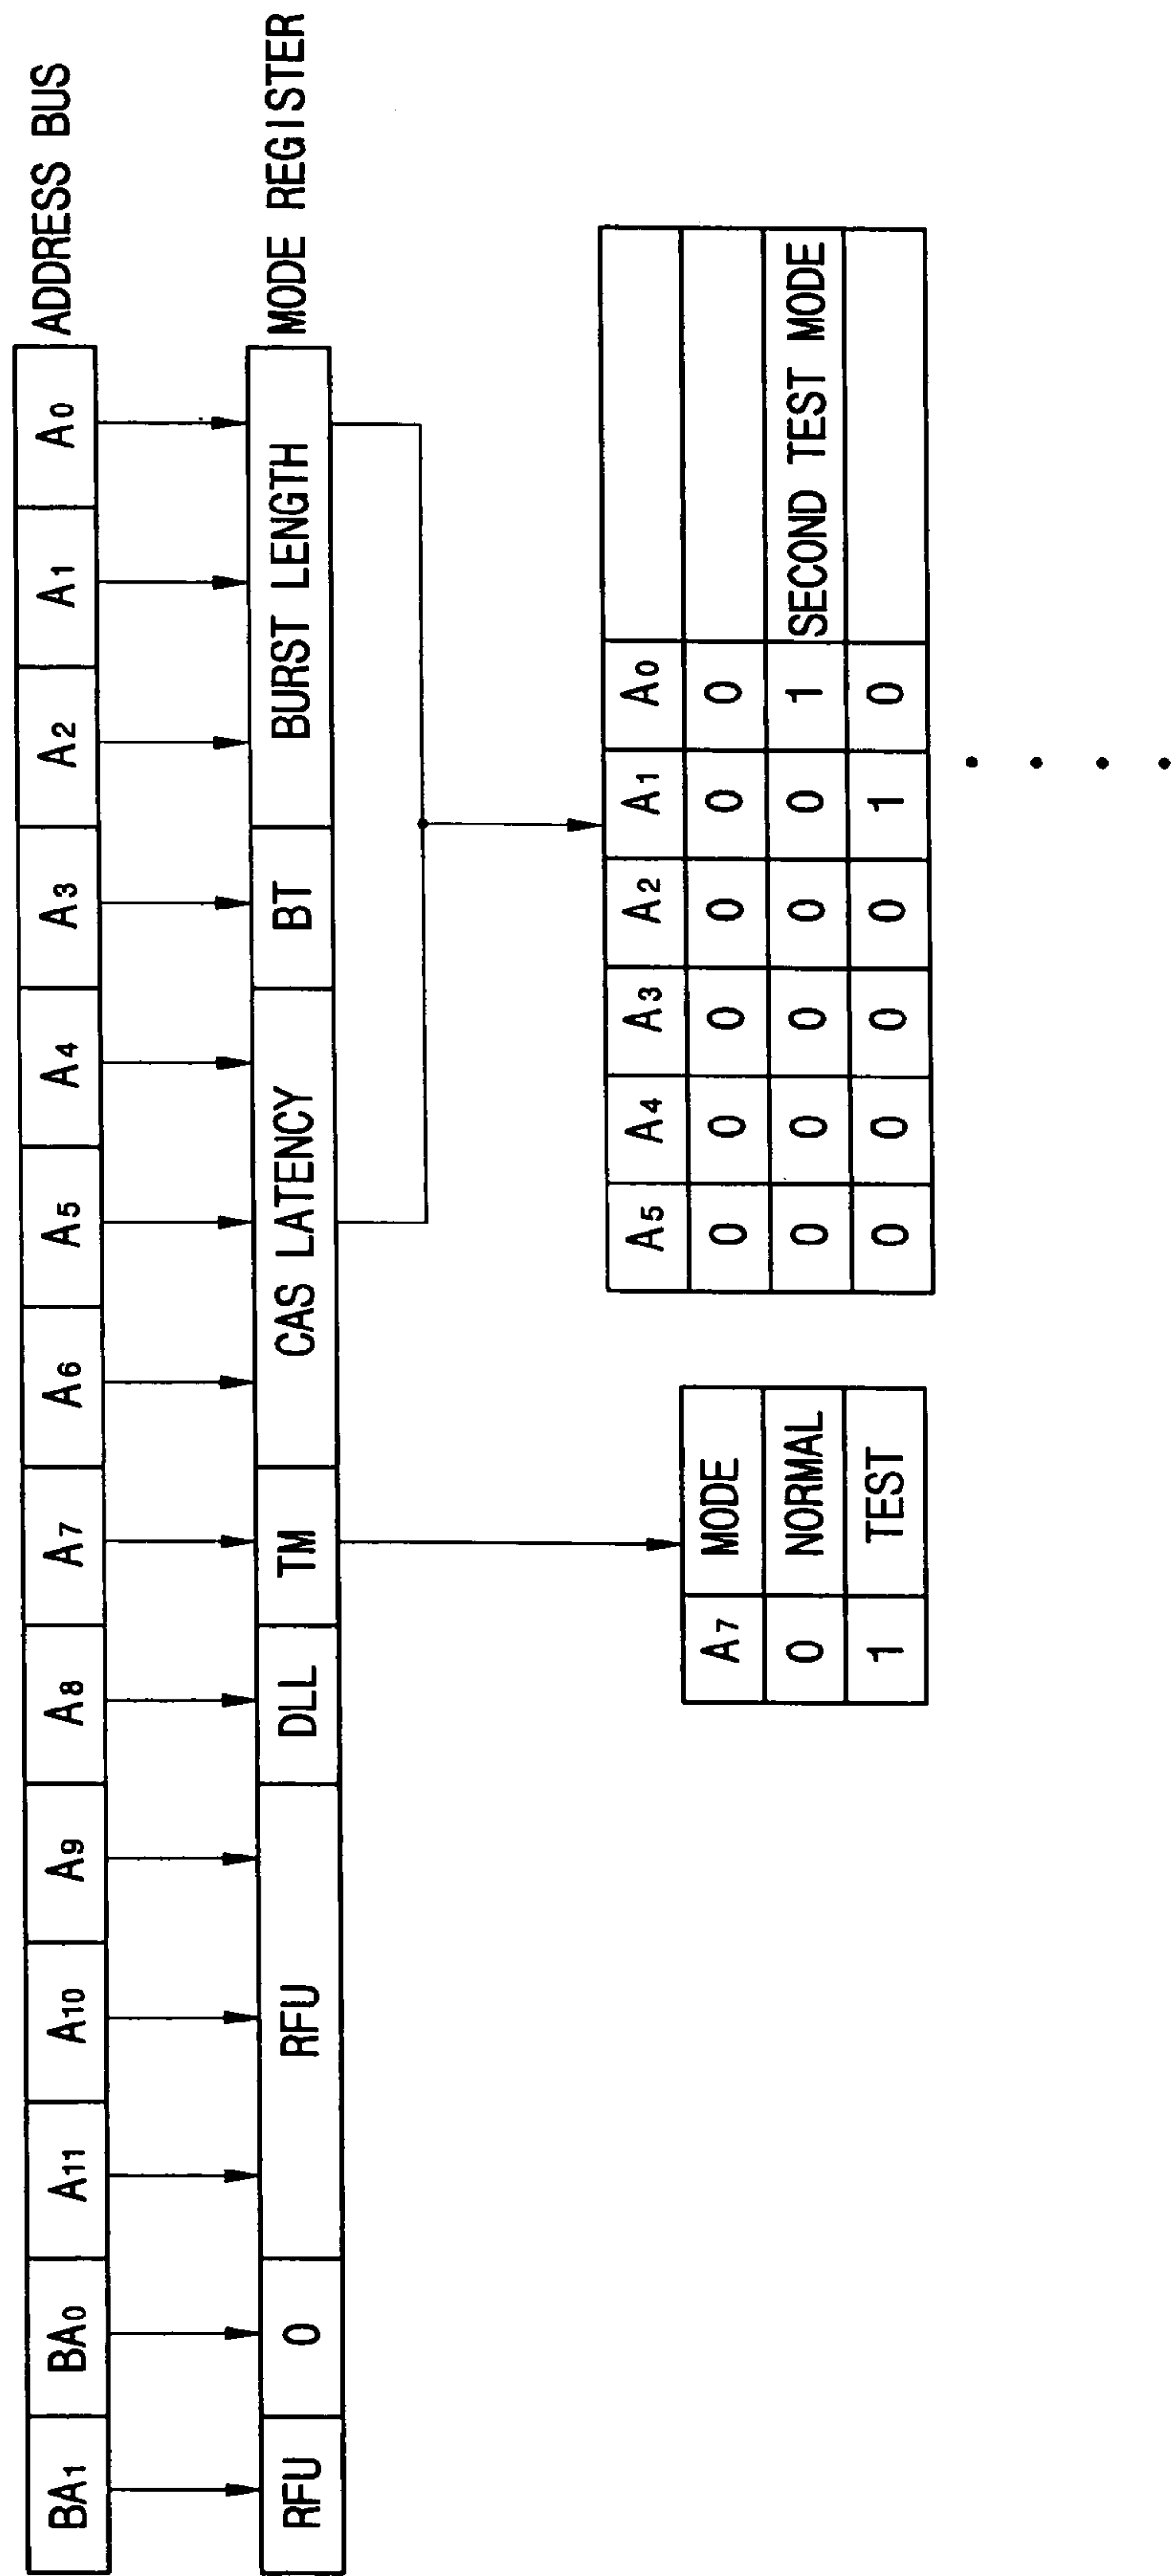 BA1 BA0 A11 A10 A9 A8 A7 A6 A5 A4 A3 A2 A1 A0 ADDRESS BUS
RFU 0 RFU DLL TM CAS LATENCY BT BURST LENGTH MODE REGISTER
A7 MODE
0 NORMAL
1 TEST
A5 A4 A3 A2 A1 A0
0 0 0 0 0 0
0 0 0 0 0 1 SECOND TEST MODE
0 0 0 0 1 0